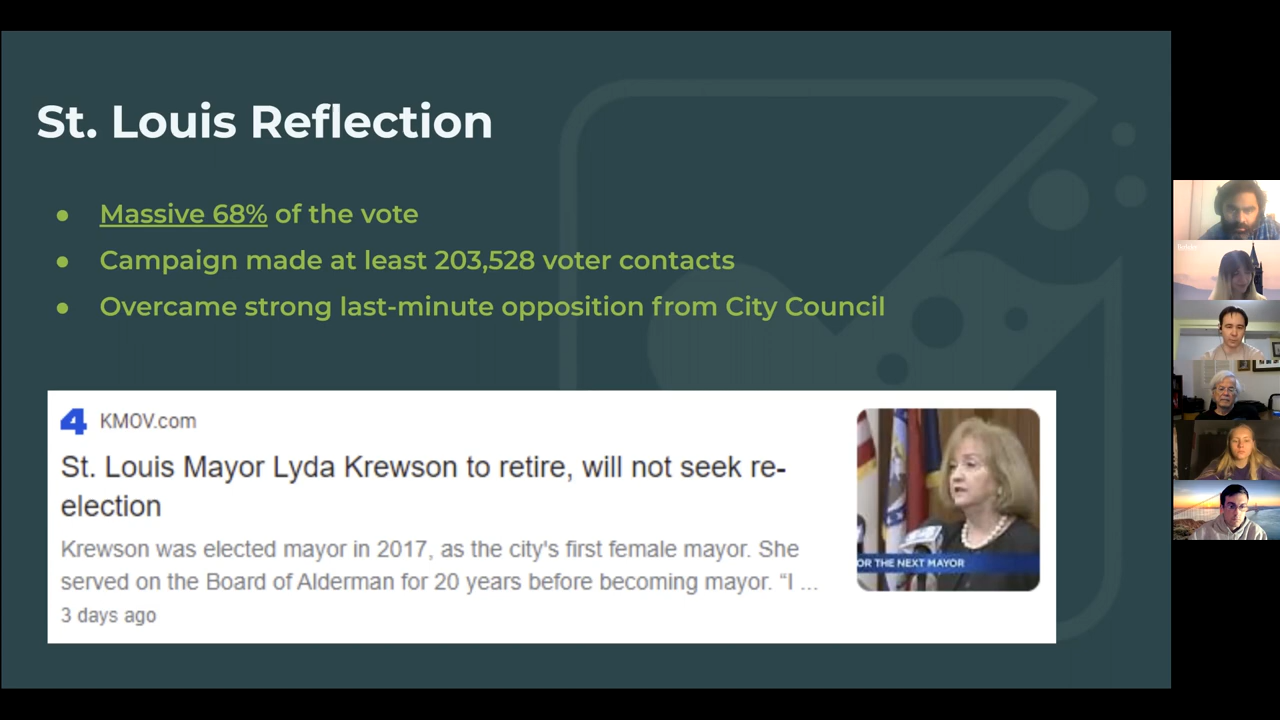 St. Louis Reflection
● Massive 68% of the vote
● Campaign made at least 203,528 voter contacts
● Overcame strong last-minute opposition from City Council
4 KMOV.com
St. Louis Mayor Lyda Krewson to retire, will not seek re-
election
Krewson was elected mayor in 2017, as the city's first female mayor. She
served on the Board of Alderman for 20 years before becoming mayor. “I ...
3 days ago
OR THE NEXT MAYOR